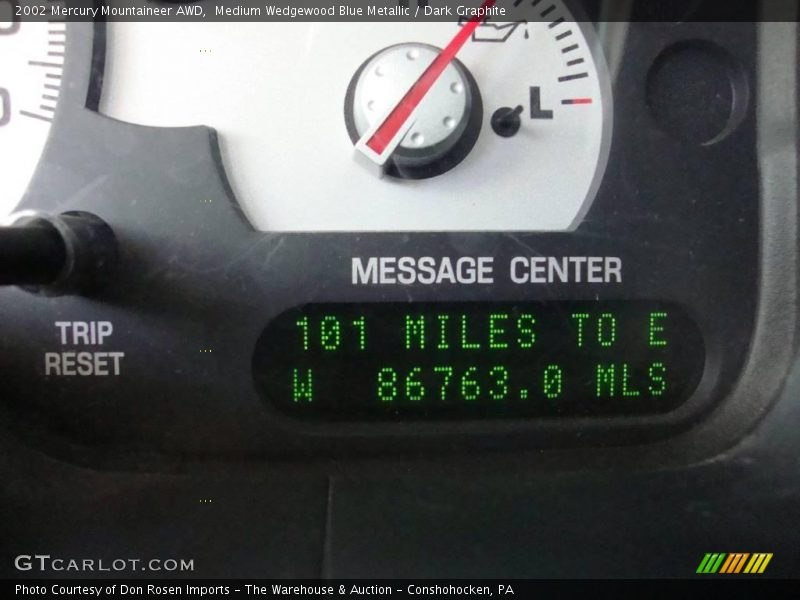 2002 Mercury Mountaineer AWD,  Medium Wedgewood Blue Metallic / Dark Graphite
L
MESSAGE CENTER
TRIP
RESET
101 MILES TO E
W 86763.0 MLS
GTCARLOT.COM
Photo Courtesy of Don Rosen Imports – The Warehouse & Auction – Conshohocken, PA